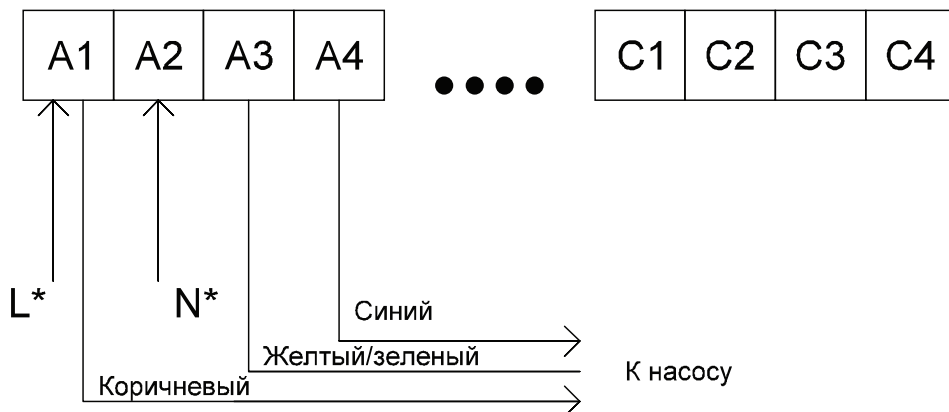 A1 A2 A3 A4 C1 C2 C3 C4
L* N*
Синий
Желтый/зеленый
К насосу
Коричневый